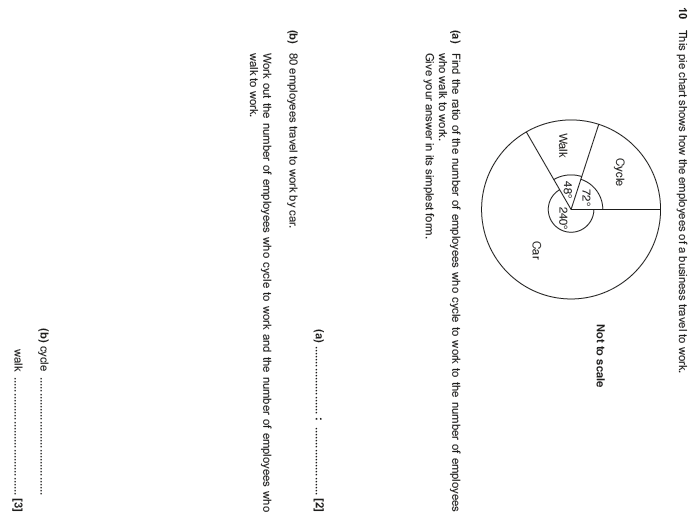 10 This pie chart shows how the employees of a business travel to work.
Cycle
Walk
72°
48°
240°
Car
Not to scale
(a) Find the ratio of the number of employees who cycle to work to the number of employees
who walk to work.
Give your answer in its simplest form.
(a) ........................ : ........................ [2]
(b) 80 employees travel to work by car.
Work out the number of employees who cycle to work and the number of employees who
walk to work.
(b) cycle ........................................
walk ........................................ [3]